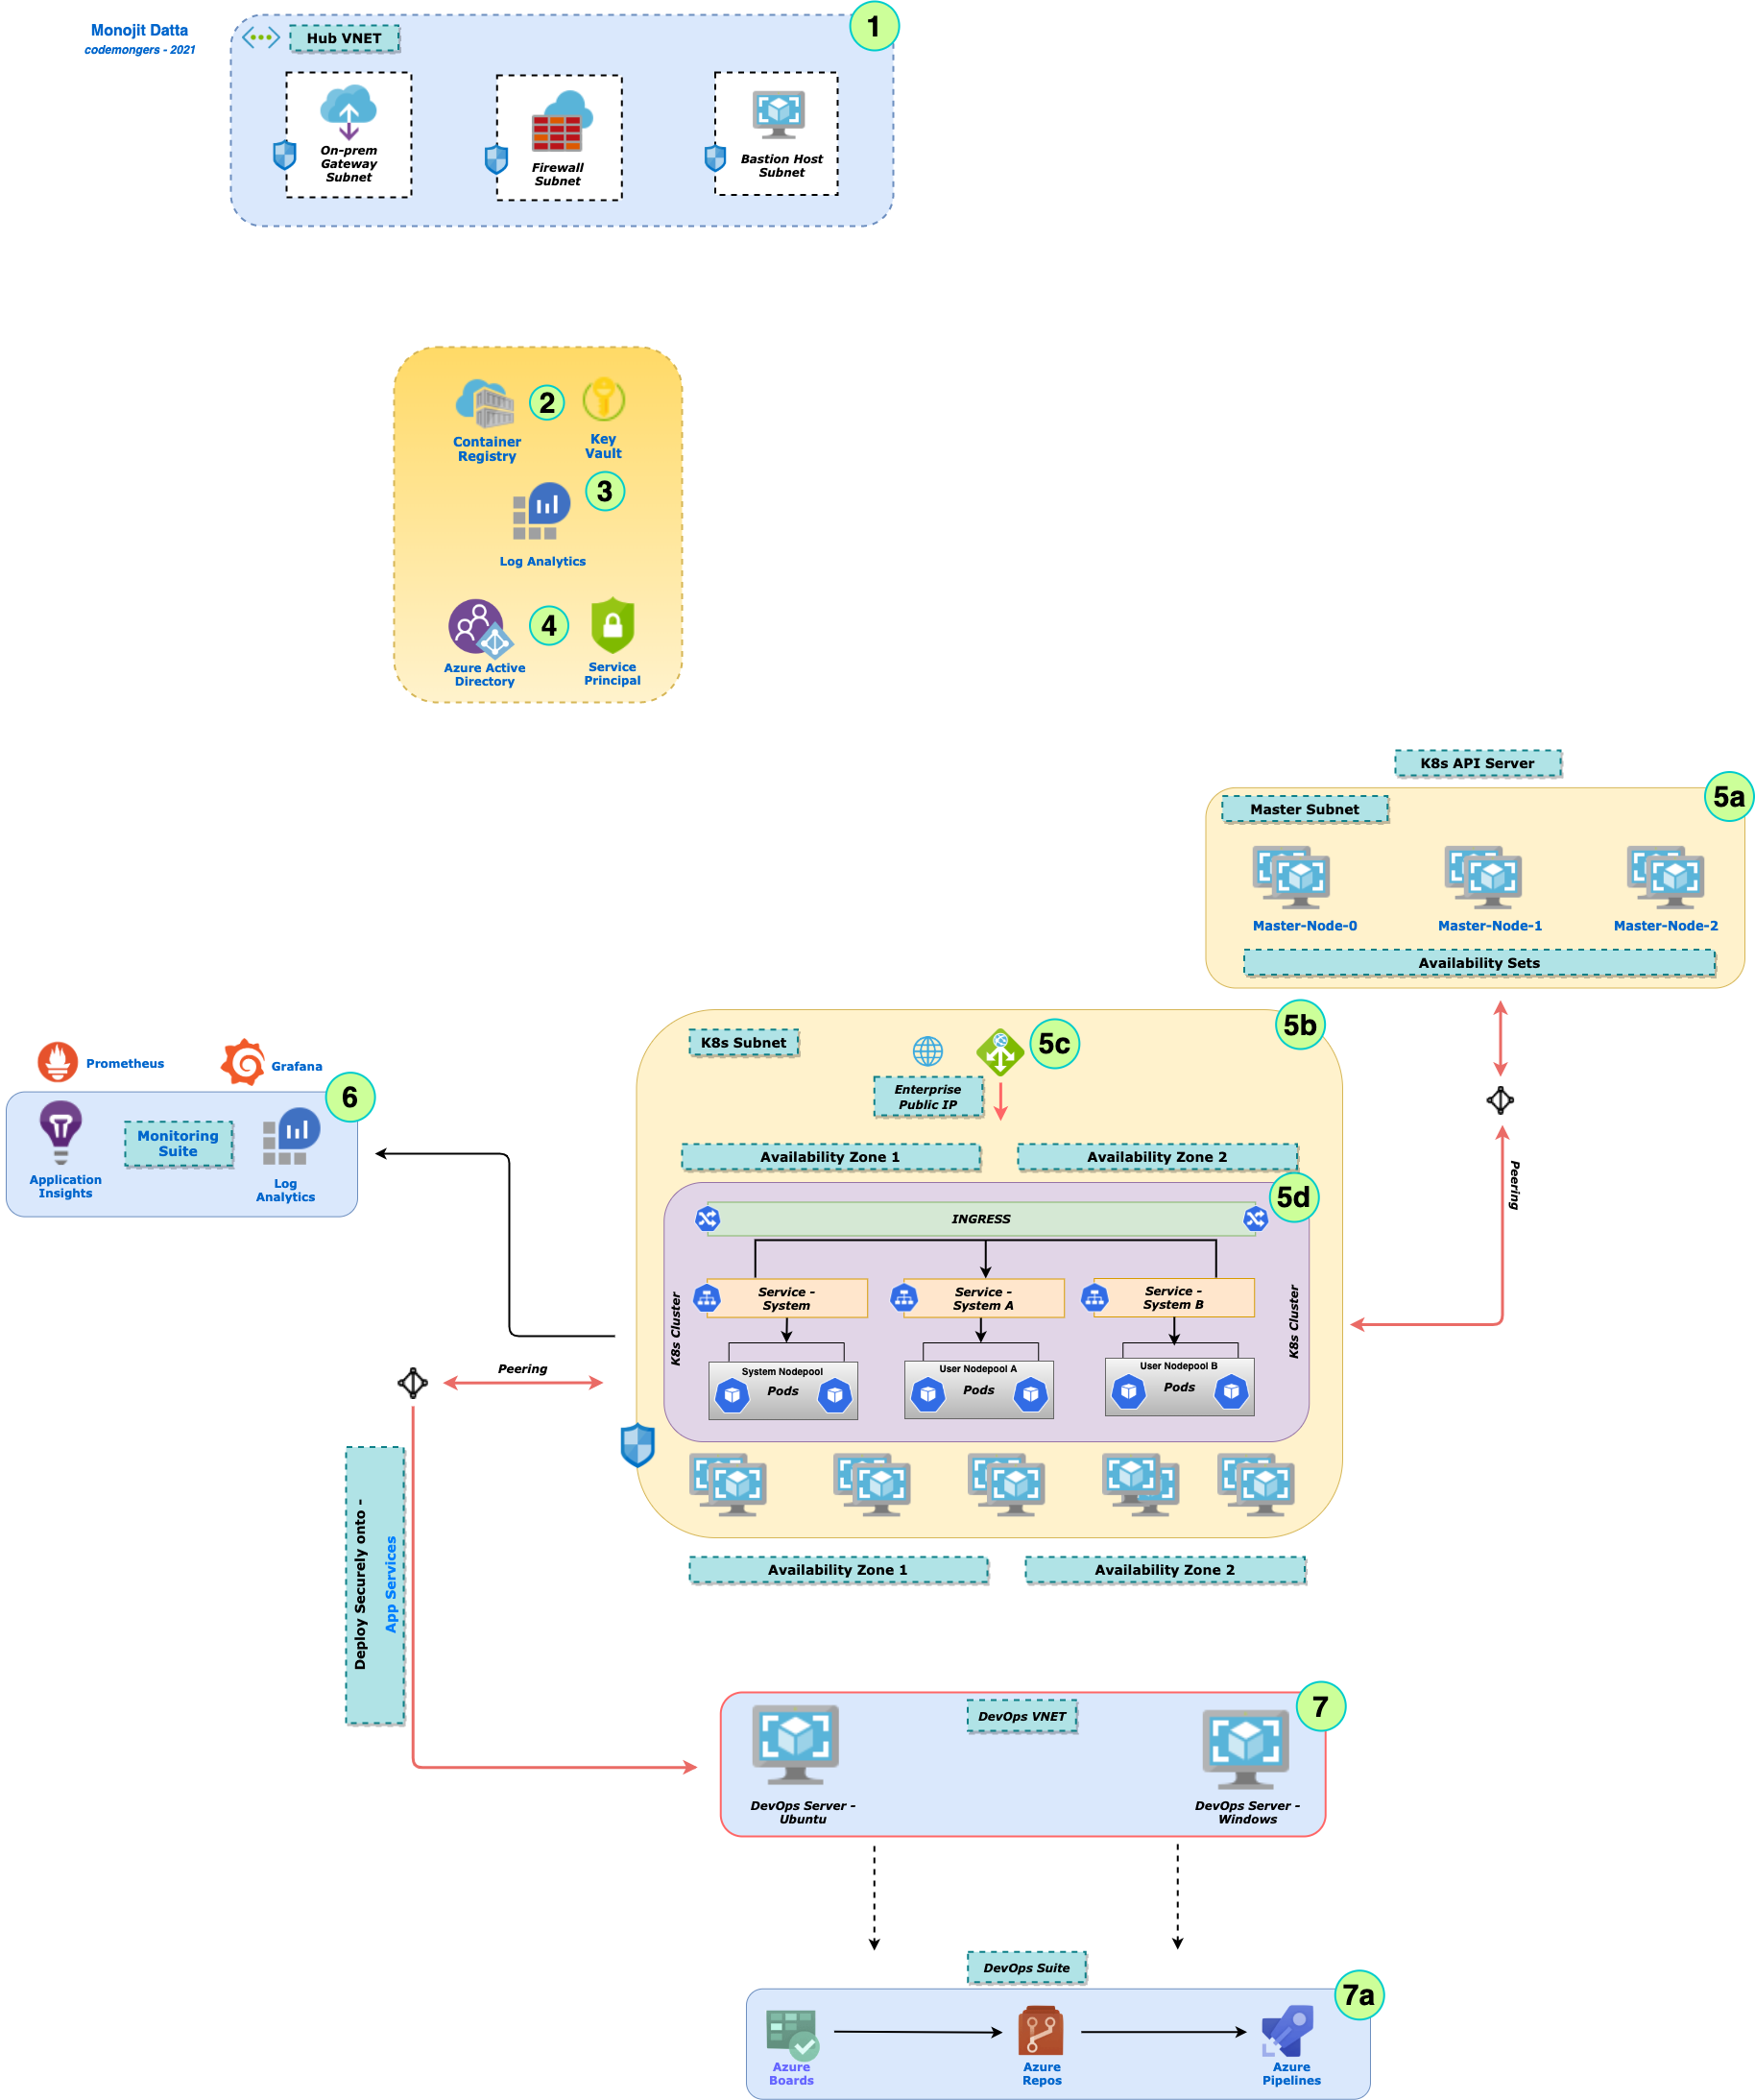 Monojit Datta
codemongers - 2021
1
Hub VNET
On-prem
Gateway
Subnet
Firewall
Subnet
Bastion Host
Subnet
2
Container
Registry
Key
Vault
3
Log Analytics
4
Azure Active
Directory
Service
Principal
K8s API Server
5a
Master Subnet
Master-Node-0
Master-Node-1
Master-Node-2
Availability Sets
Peering
5b
K8s Subnet
5c
Enterprise
Public IP
Availability Zone 1
Availability Zone 2
5d
INGRESS
K8s Cluster
K8s Cluster
Service -
System
Service -
System A
Service -
System B
System Nodepool
Pods
User Nodepool A
Pods
User Nodepool B
Pods
Availability Zone 1
Availability Zone 2
Prometheus
Grafana
6
Monitoring
Suite
Application
Insights
Log
Analytics
Peering
Deploy Securely onto -
App Services
7
DevOps VNET
DevOps Server -
Ubuntu
DevOps Server -
Windows
DevOps Suite
7a
Azure
Boards
Azure
Repos
Azure
Pipelines